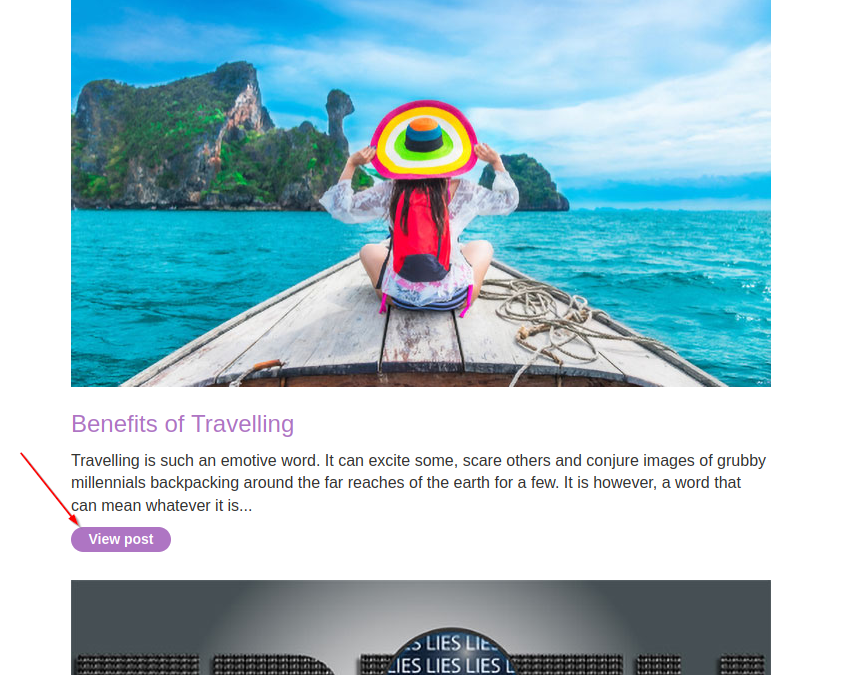 Benefits of Travelling
Travelling is such an emotive word. It can excite some, scare others and conjure images of grubby
millennials backpacking around the far reaches of the earth for a few. It is however, a word that
can mean whatever it is...
View post
LIES LIES
LIES LIES LIES